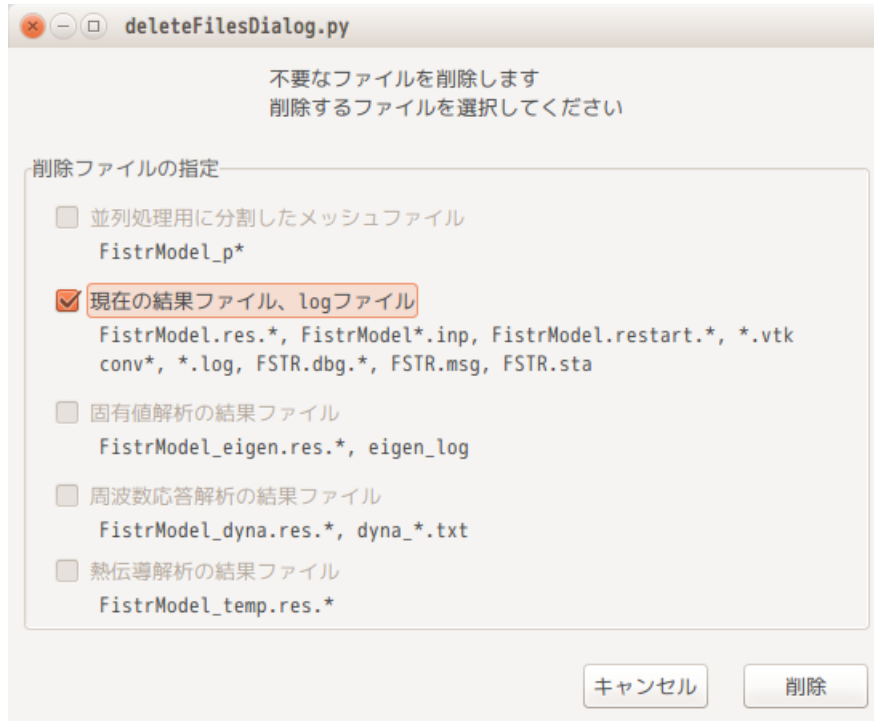 deleteFilesDialog.py
不要なファイルを削除します
削除するファイルを選択してください
削除ファイルの指定
並列処理用に分割したメッシュファイル
FistrModel_p*
現在の結果ファイル、logファイル
FistrModel.res.*, FistrModel*.inp, FistrModel.restart.*, *.vtk
conv*, *.log, FSTR.dbg.*, FSTR.msg, FSTR.sta
固有値解析の結果ファイル
FistrModel_eigen.res.*, eigen_log
周波数応答解析の結果ファイル
FistrModel_dyna.res.*, dyna_*.txt
熱伝導解析の結果ファイル
FistrModel_temp.res.*
キャンセル
削除